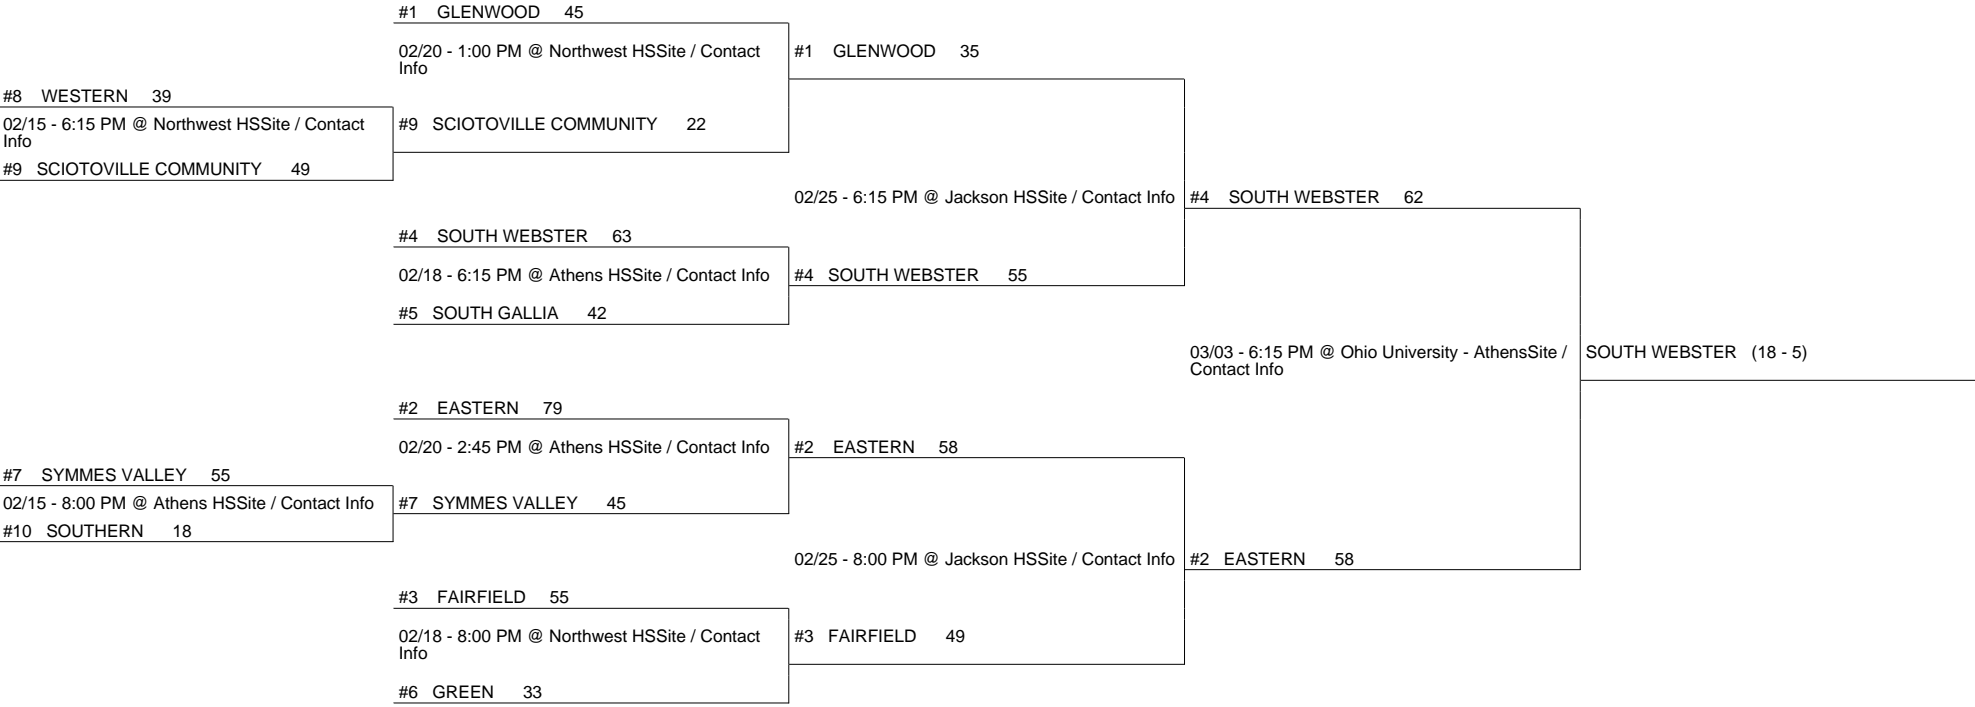 #1 GLENWOOD 45
02/20 - 1:00 PM @ Northwest HSSite / Contact
Info
#1 GLENWOOD 35
#8 WESTERN 39
02/15 - 6:15 PM @ Northwest HSSite / Contact
Info
#9 SCIOTOVILLE COMMUNITY 22
#9 SCIOTOVILLE COMMUNITY 49
02/25 - 6:15 PM @ Jackson HSSite / Contact Info
#4 SOUTH WEBSTER 62
#4 SOUTH WEBSTER 63
02/18 - 6:15 PM @ Athens HSSite / Contact Info
#4 SOUTH WEBSTER 55
#5 SOUTH GALLIA 42
03/03 - 6:15 PM @ Ohio University - AthensSite /
Contact Info
SOUTH WEBSTER (18 - 5)
#2 EASTERN 79
02/20 - 2:45 PM @ Athens HSSite / Contact Info
#2 EASTERN 58
#7 SYMMES VALLEY 55
02/15 - 8:00 PM @ Athens HSSite / Contact Info
#7 SYMMES VALLEY 45
#10 SOUTHERN 18
02/25 - 8:00 PM @ Jackson HSSite / Contact Info
#2 EASTERN 58
#3 FAIRFIELD 55
02/18 - 8:00 PM @ Northwest HSSite / Contact
Info
#3 FAIRFIELD 49
#6 GREEN 33